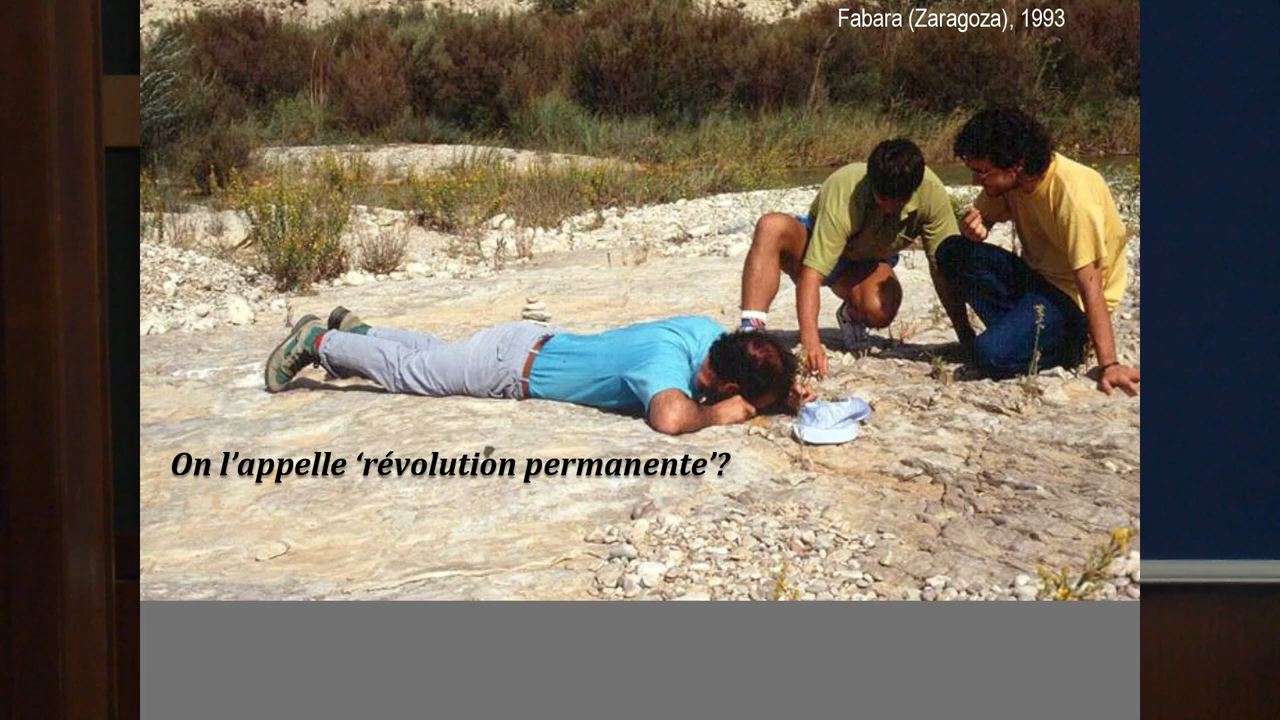 Fabara (Zaragoza), 1993
On l’appelle ‘révolution permanente’?